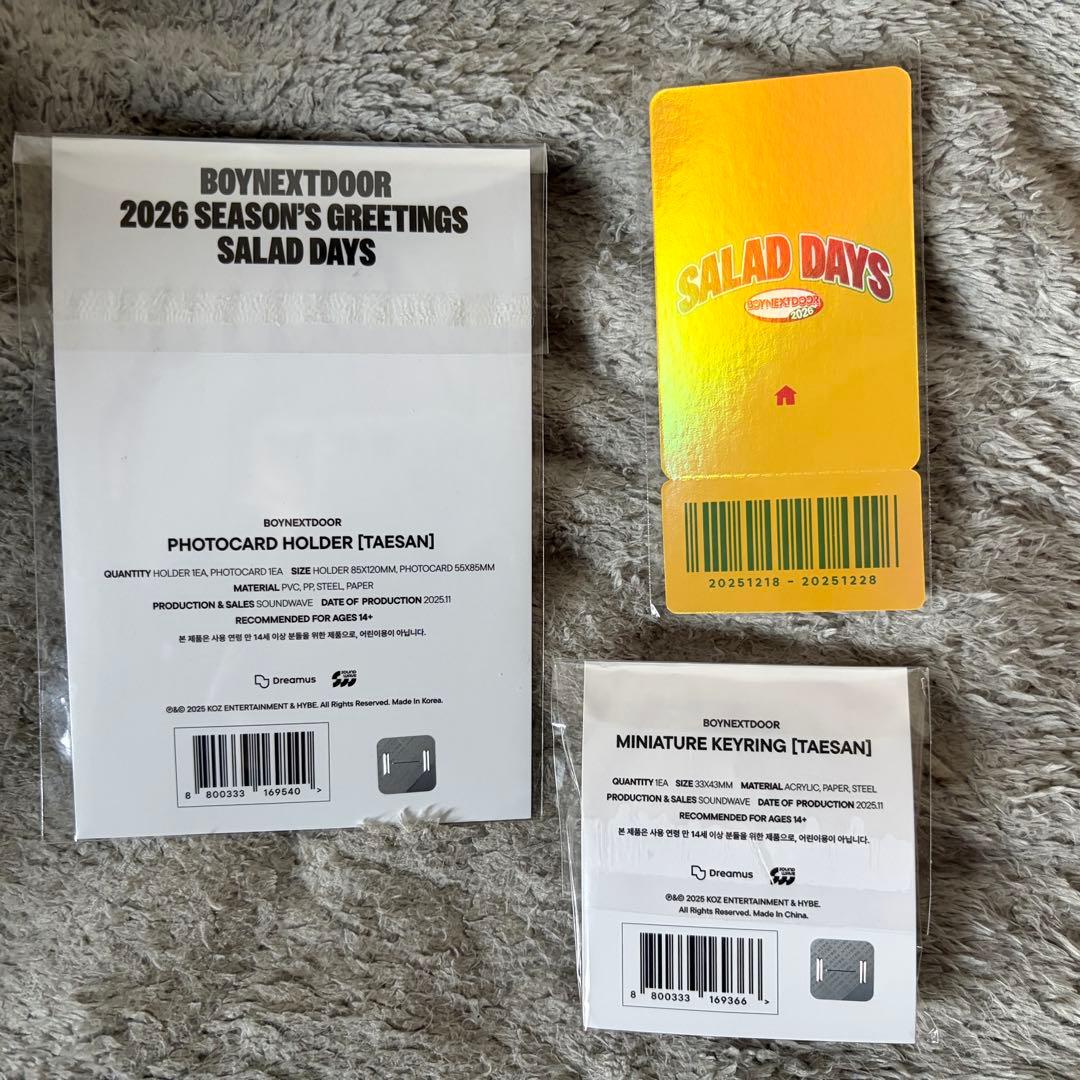 BOYNEXTDOOR
2026 SEASON'S GREETINGS
SALAD DAYS
BOYNEXTDOOR
PHOTOCARD HOLDER [TAESAN]
QUANTITY HOLDER 1EA, PHOTOCARD 1EA SIZE HOLDER 85X120MM, PHOTOCARD 55X85MM
MATERIAL PVC, PP, STEEL, PAPER
PRODUCTION & SALES SOUNDWAVE DATE OF PRODUCTION 2025.11
RECOMMENDED FOR AGES 14+
본 제품은 사용 연령 만 14세 이상 분들을 위한 제품으로, 어린이용이 아닙니다.
Dreamus SOUND WAVE
℗&© 2025 KOZ ENTERTAINMENT & HYBE. All Rights Reserved. Made In Korea.
8 800333 169540 >
SALAD DAYS
BOYNEXTDOOR
2026
20251218 - 20251228
BOYNEXTDOOR
MINIATURE KEYRING [TAESAN]
QUANTITY 1EA SIZE 33X43MM MATERIAL ACRYLIC, PAPER, STEEL
PRODUCTION & SALES SOUNDWAVE DATE OF PRODUCTION 2025.11
RECOMMENDED FOR AGES 14+
본 제품은 사용 연령 만 14세 이상 분들을 위한 제품으로, 어린이용이 아닙니다.
Dreamus SOUND WAVE
℗&© 2025 KOZ ENTERTAINMENT & HYBE.
All Rights Reserved. Made In China.
8 800333 169366 >